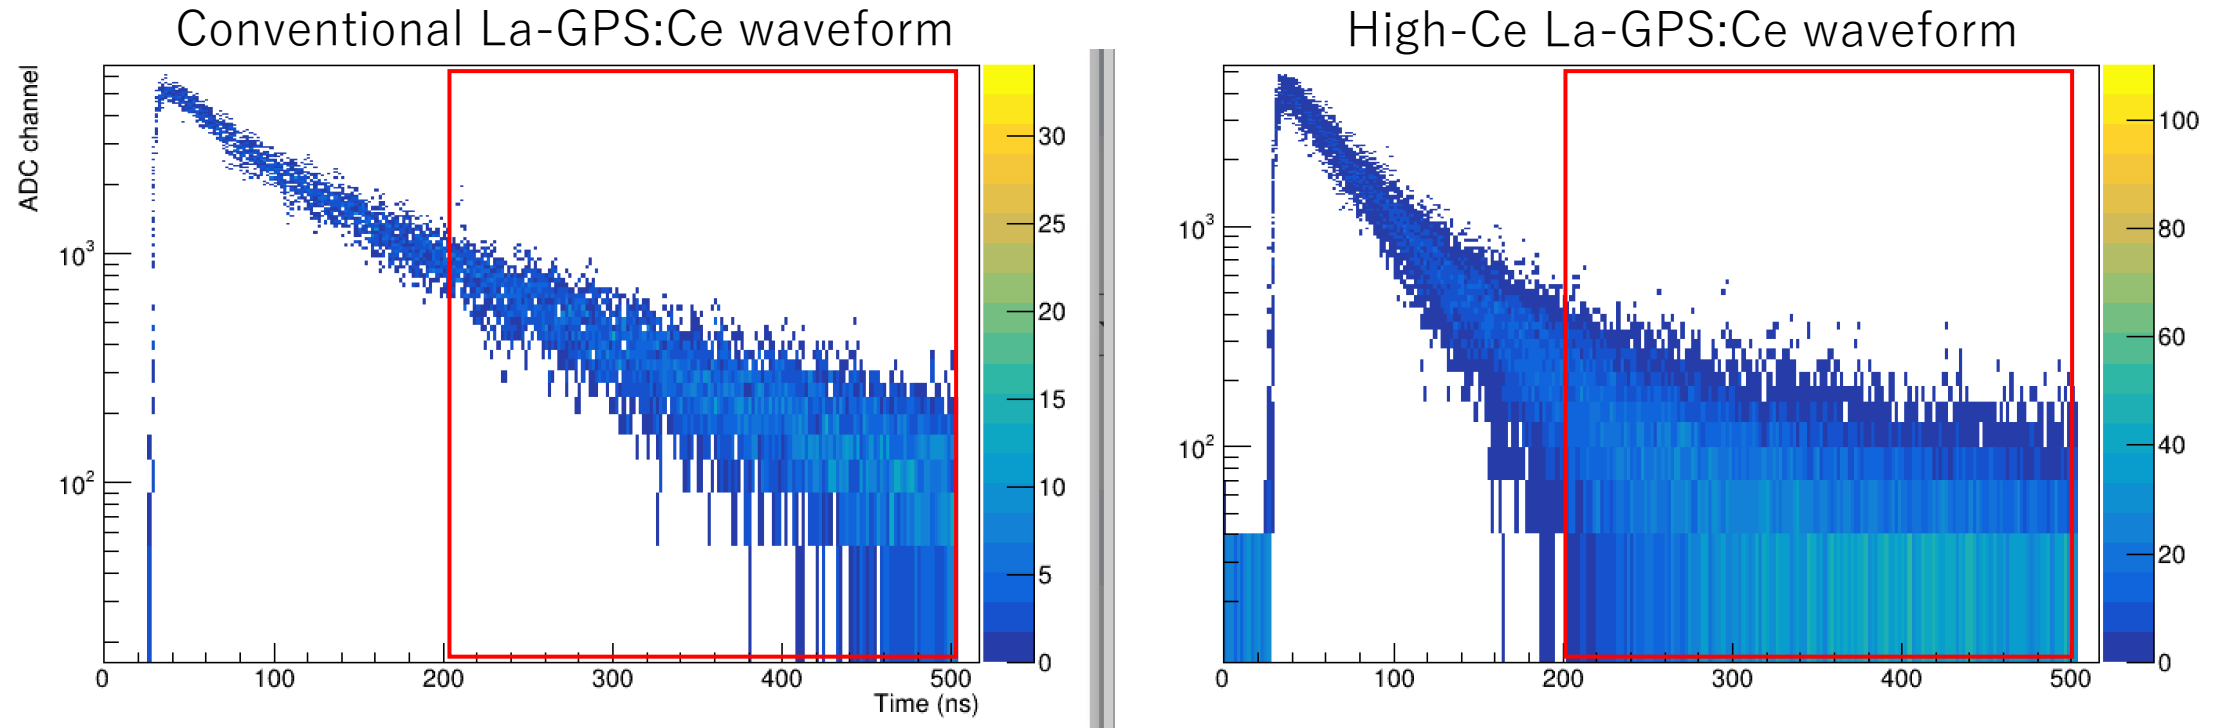 Conventional La-GPS:Ce waveform
ADC channel
10³
10²
0 100 200 300 400 500
Time (ns)
30
25
20
15
10
5
0
High-Ce La-GPS:Ce waveform
10³
10²
0 100 200 300 400 500
100
80
60
40
20
0